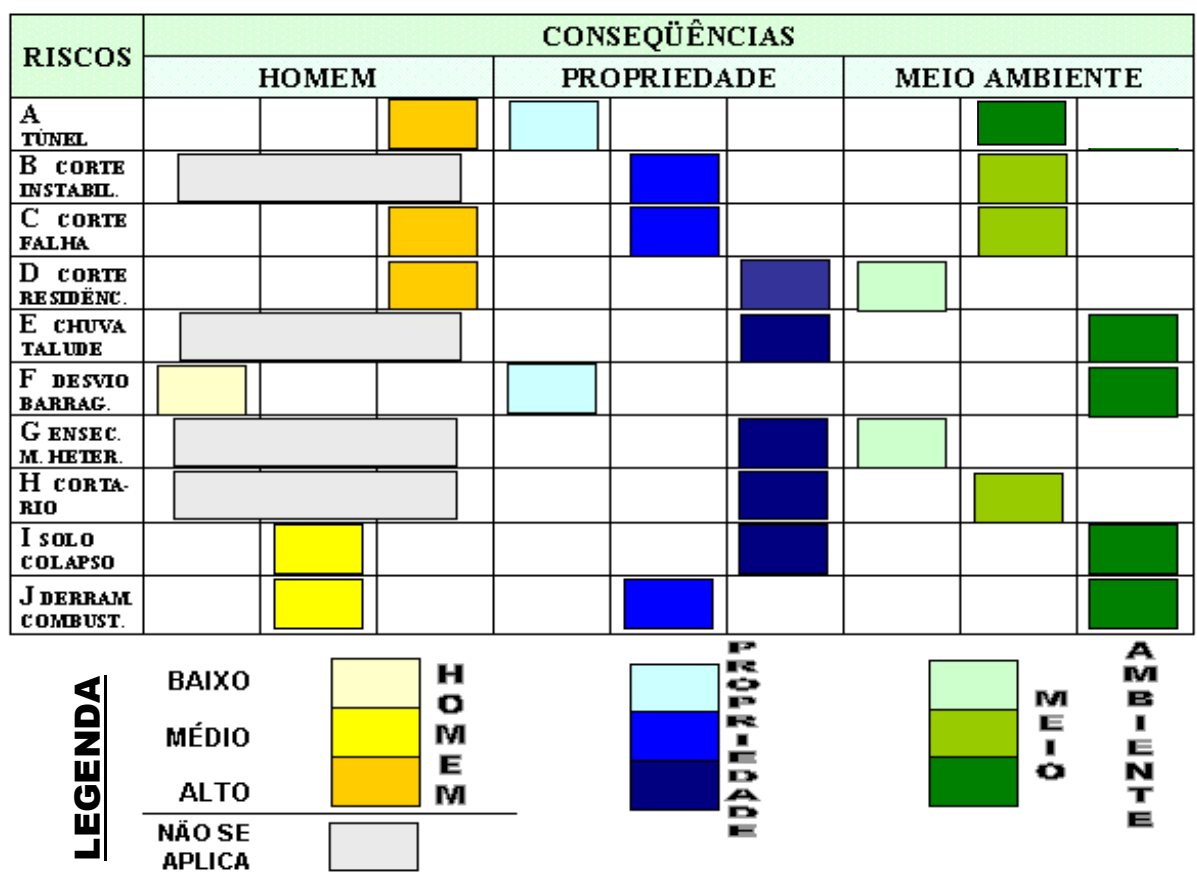 RISCOS
CONSEQÜÊNCIAS
HOMEM
PROPRIEDADE
MEIO AMBIENTE
A
TÚNEL
B CORTE
INSTABIL.
C CORTE
FALHA
D CORTE
RESIDËNC.
E CHUVA
TALUDE
F DESVIO
BARRAG.
G ENSEC.
M. HETER.
H CORTA-
RIO
I SOLO
COLAPSO
J DERRAM.
COMBUST.
LEGENDA
BAIXO
MÉDIO
ALTO
NÃO SE
APLICA
HOMEM
PROPRIEDADE
MEIO
AMBIENTE